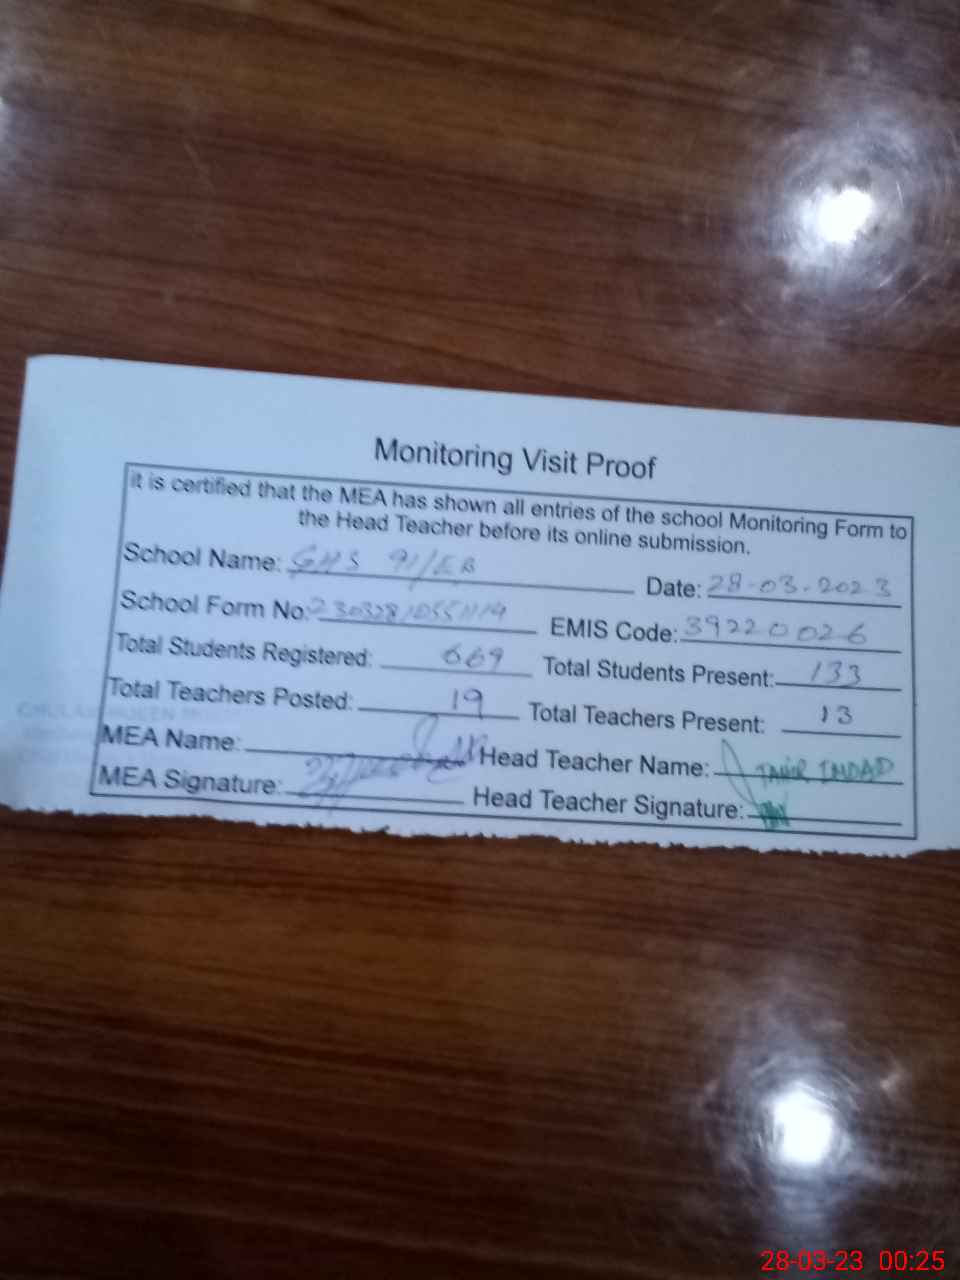 Monitoring Visit Proof
it is certified that the MEA has shown all entries of the school Monitoring Form to
the Head Teacher before its online submission.
School Name: GHS 91/EB Date: 28-03-2023
School Form No: EMIS Code: 39220026
Total Students Registered: 669 Total Students Present: 133
Total Teachers Posted: 19 Total Teachers Present: 13
MEA Name: Head Teacher Name: TAHIR IMDAD
MEA Signature: Head Teacher Signature:
28-03-23 00:25